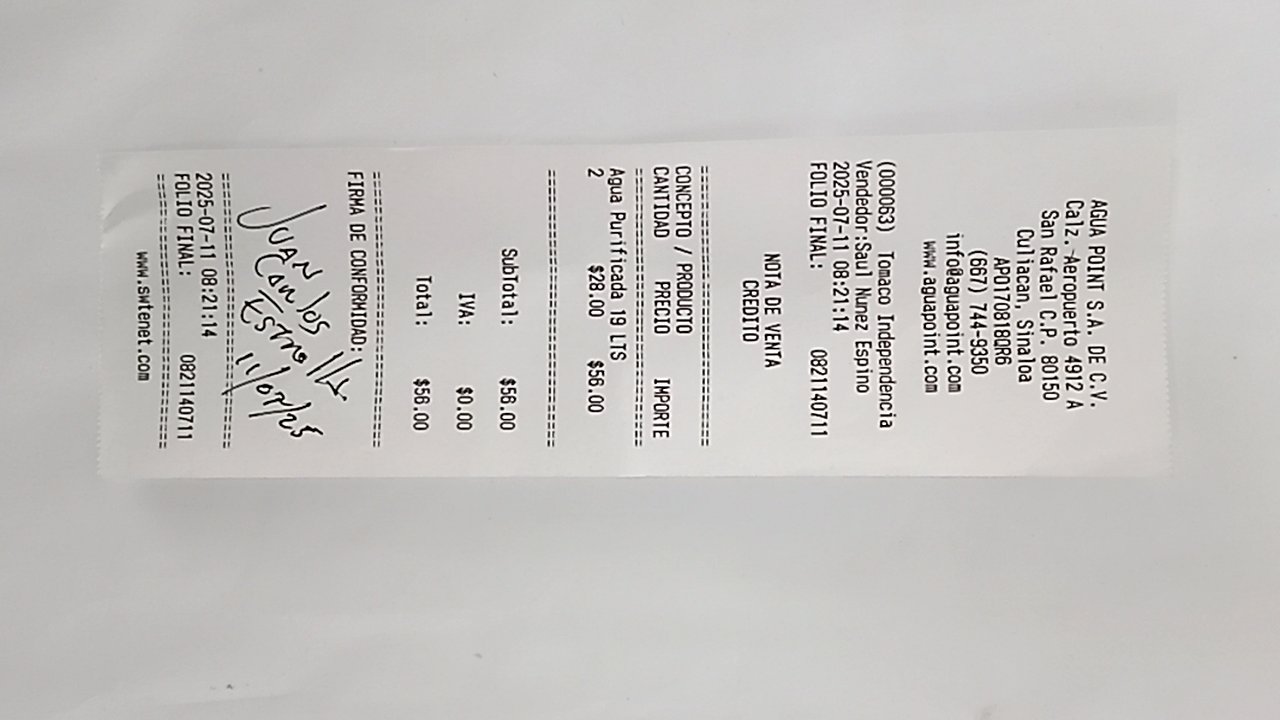 AGUA POINT S.A. DE C.V.
Calz. Aeropuerto 4912 A
San Rafael C.P. 80150
Culiacan, Sinaloa
APO170818QR6
(667) 744-9350
info@aguapoint.com
www.aguapoint.com
(000063) Tomaco Independencia
Vendedor:Saul Nunez Espino
2025-07-11 08:21:14
FOLIO FINAL: 0821140711
NOTA DE VENTA
CREDITO
==============================
CONCEPTO / PRODUCTO
CANTIDAD PRECIO IMPORTE
==============================
Agua Purificada 19 LTS
2 $28.00 $56.00
==============================
SubTotal: $56.00
IVA: $0.00
Total: $56.00
==============================
FIRMA DE CONFORMIDAD:
JUAN
Carlos
11/07/25
==============================
2025-07-11 08:21:14
FOLIO FINAL: 0821140711
==============================
www.swtenet.com